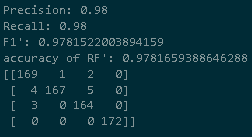 Precision: 0.98
Recall: 0.98
F1': 0.9781522003894159
accuracy of RF': 0.9781659388646288
[[169   1   2   0]
 [  4 167   5   0]
 [  3   0 164   0]
 [  0   0   0 172]]